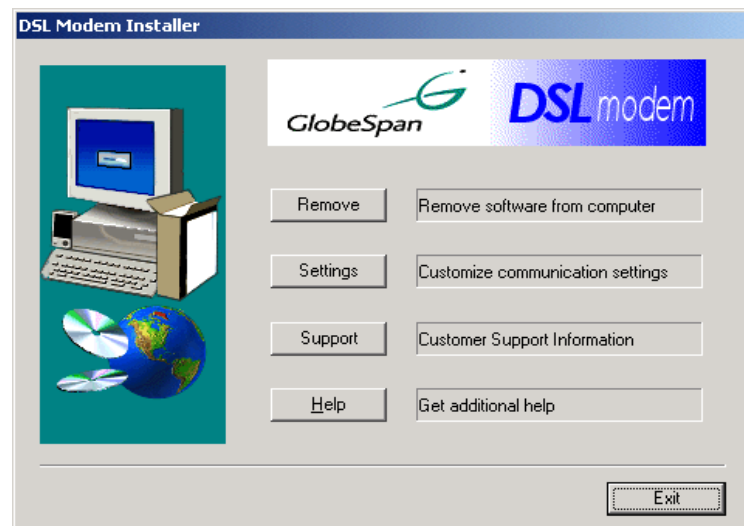 DSL Modem Installer
GlobeSpan
DSL modem
Remove
Remove software from computer
Settings
Customize communication settings
Support
Customer Support Information
Help
Get additional help
Exit